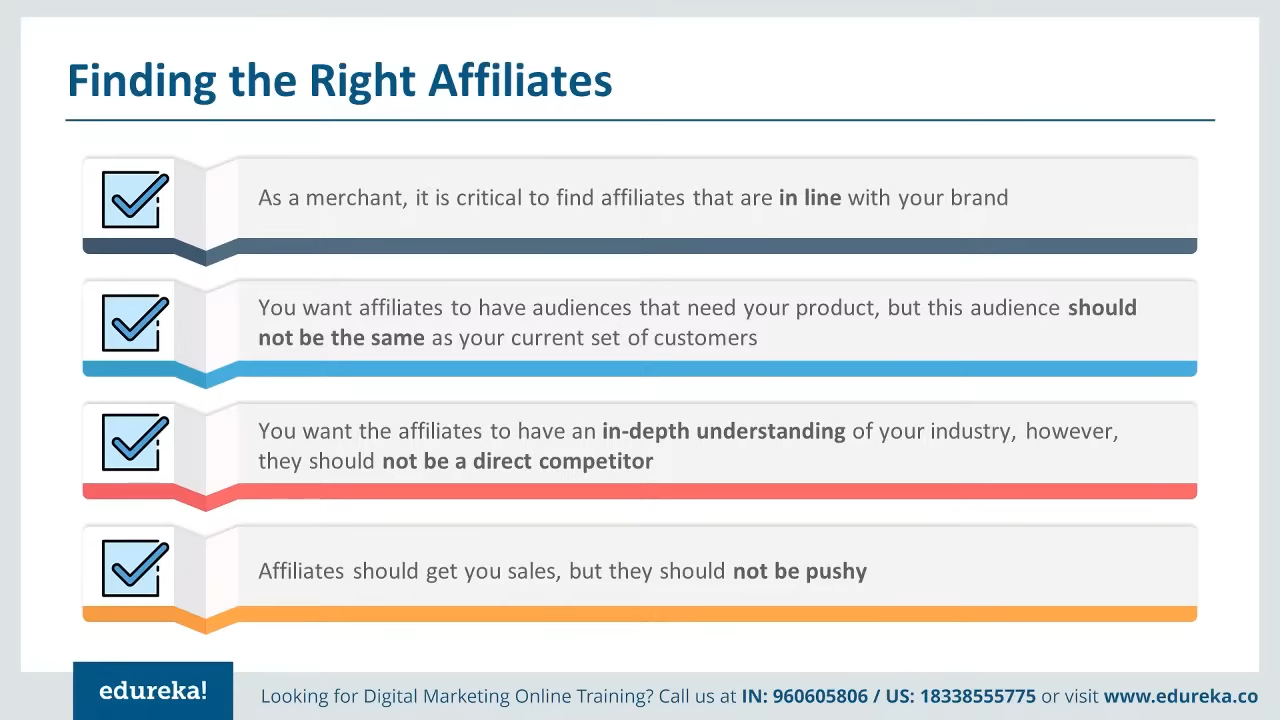 Finding the Right Affiliates
As a merchant, it is critical to find affiliates that are in line with your brand
You want affiliates to have audiences that need your product, but this audience should
not be the same as your current set of customers
You want the affiliates to have an in-depth understanding of your industry, however,
they should not be a direct competitor
Affiliates should get you sales, but they should not be pushy
edureka!
Looking for Digital Marketing Online Training? Call us at IN: 960605806 / US: 18338555775 or visit www.edureka.co